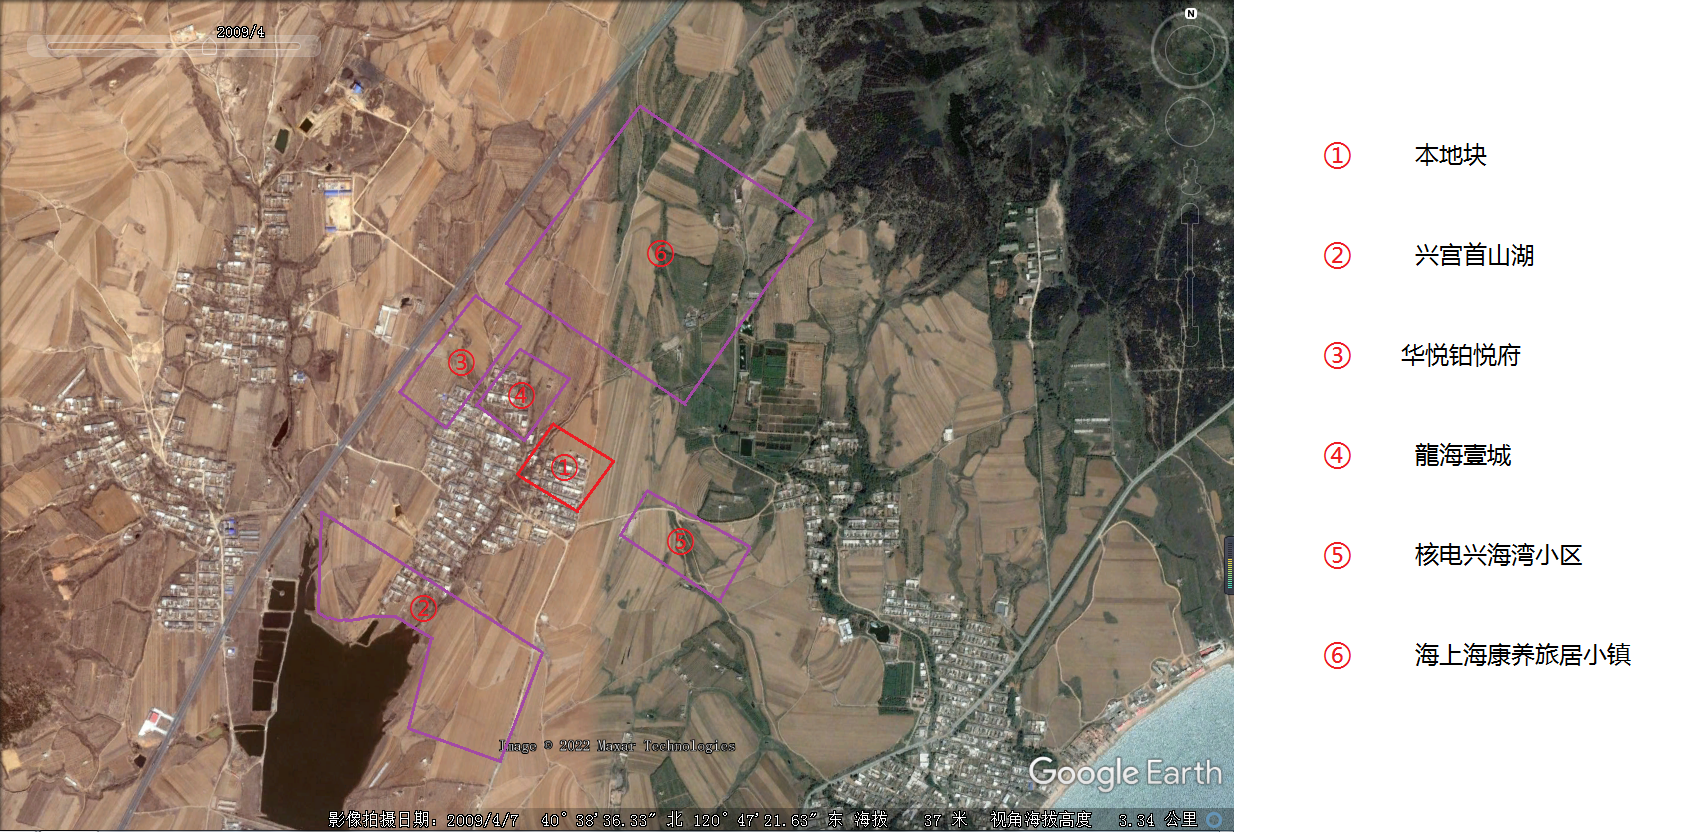 2009/4
N
① 本地块
② 兴宫首山湖
③ 华悦铂悦府
④ 龍海壹城
⑤ 核电兴海湾小区
⑥ 海上海康养旅居小镇
⑥
③
④
①
⑤
②
Image © 2022 Maxar Technologies
Google Earth
影像拍摄日期: 2009/4/7 40°38'36.33" 北 120°47'21.63" 东 海拔 37 米 视角海拔高度 3.34 公里